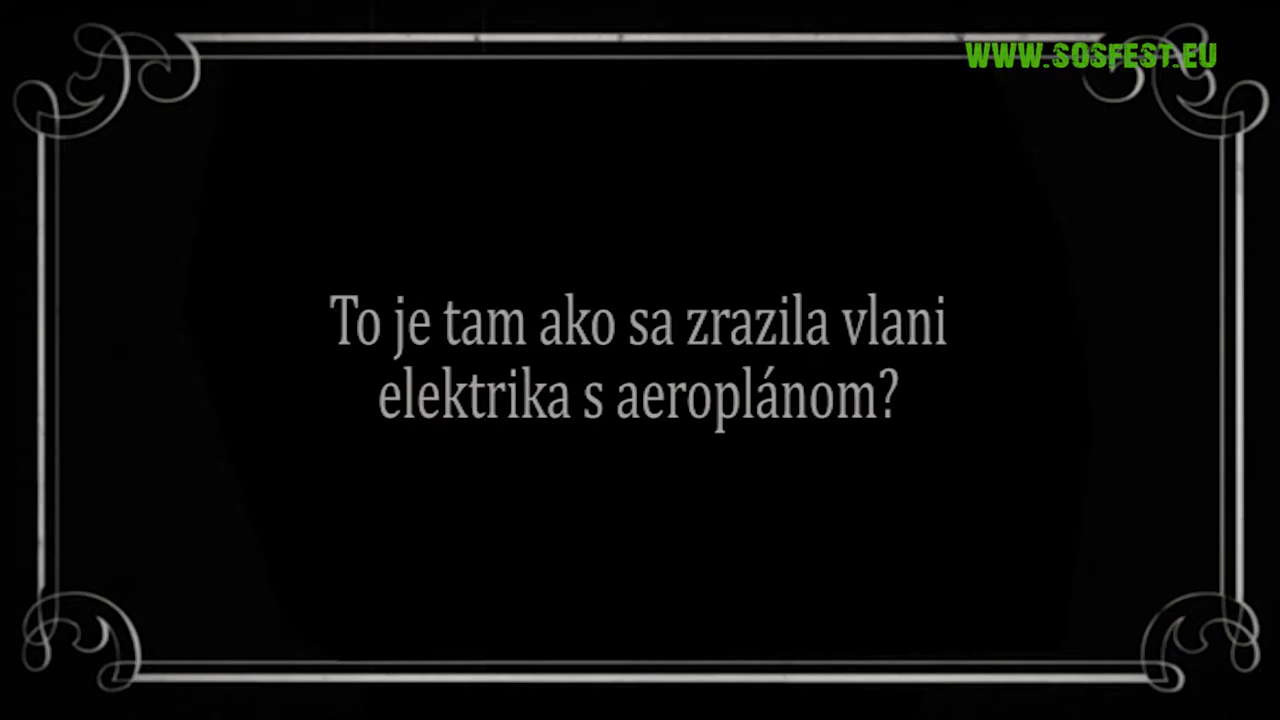 WWW.SOSFEST.EU
To je tam ako sa zrazila vlani
elektrika s aeroplánom?